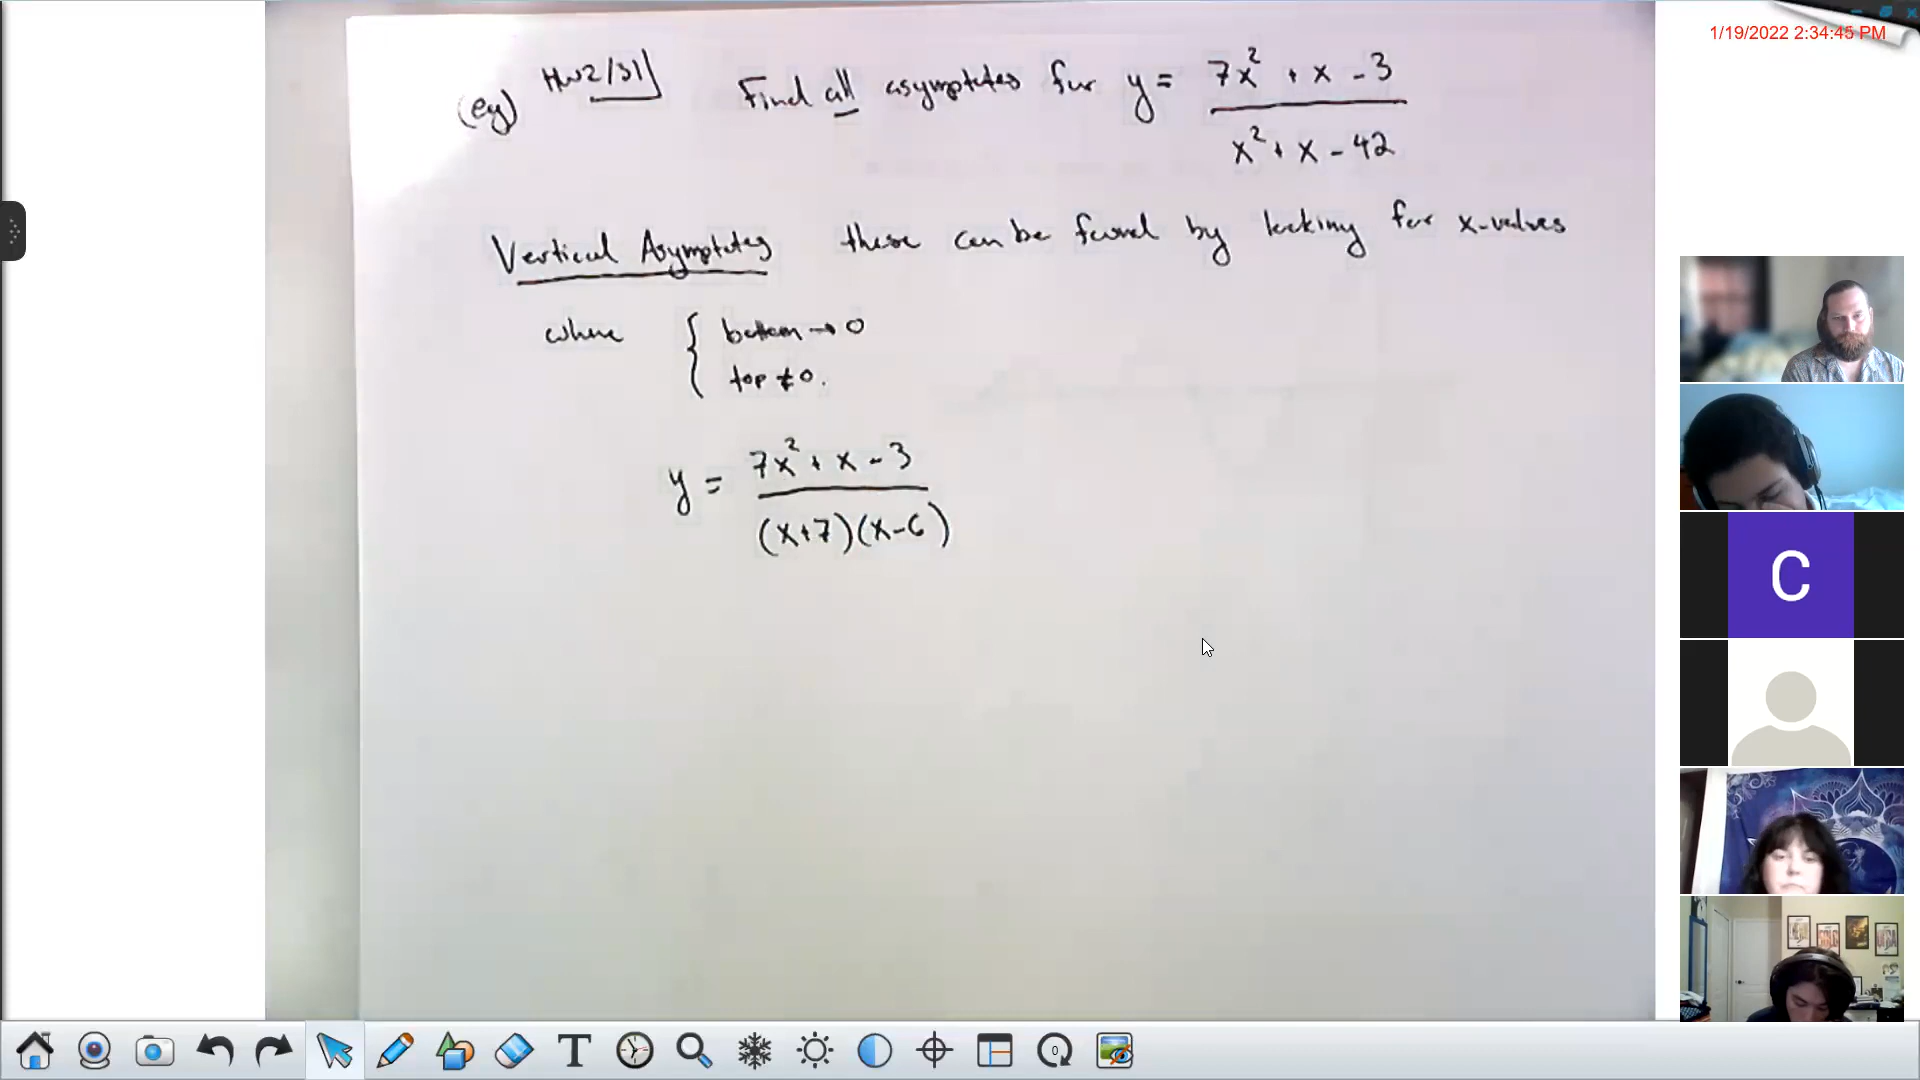 1/19/2022 2:34:45 PM
(eg) HW2/31 Find all asymptotes for y = 7x² + x - 3
x² + x - 42
Vertical Asymptotes these can be found by looking for x-values
where { bottom → 0
top ≠ 0.
y = 7x² + x - 3
(x+7)(x-6)
C
T
0